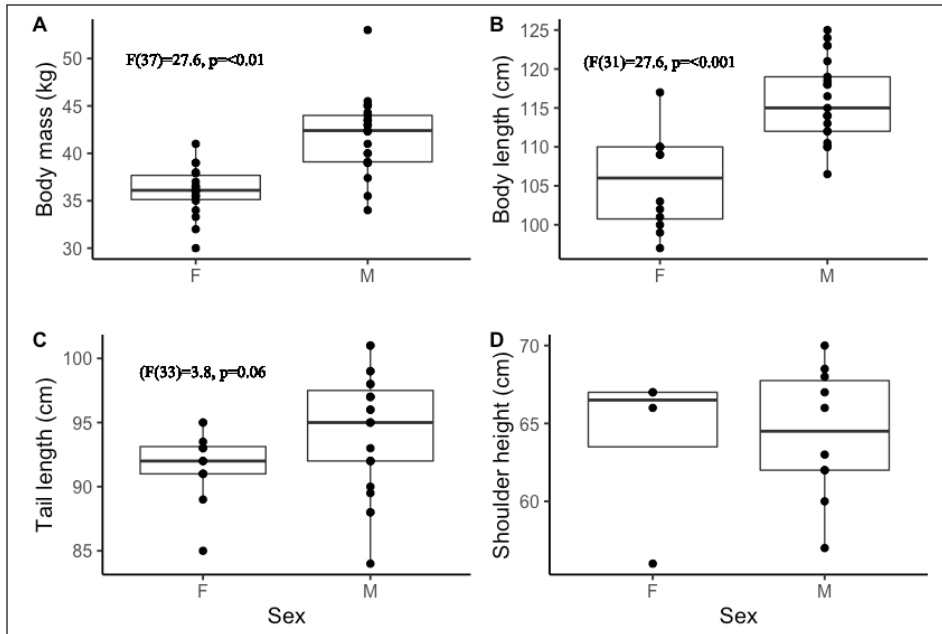 A
Body mass (kg)
50
45
40
35
30
F(37)=27.6, p=<0.01
F
M
B
Body length (cm)
125
120
115
110
105
100
(F(31)=27.6, p=<0.001
F
M
C
Tail length (cm)
100
95
90
85
(F(33)=3.8, p=0.06
F
M
Sex
D
Shoulder height (cm)
70
65
60
F
M
Sex